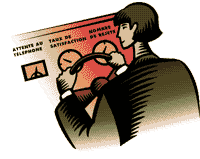 ATTENTE AU
TELEPHONE
TAUX DE
SATISFACTION
NOMBRE
DE REJETS